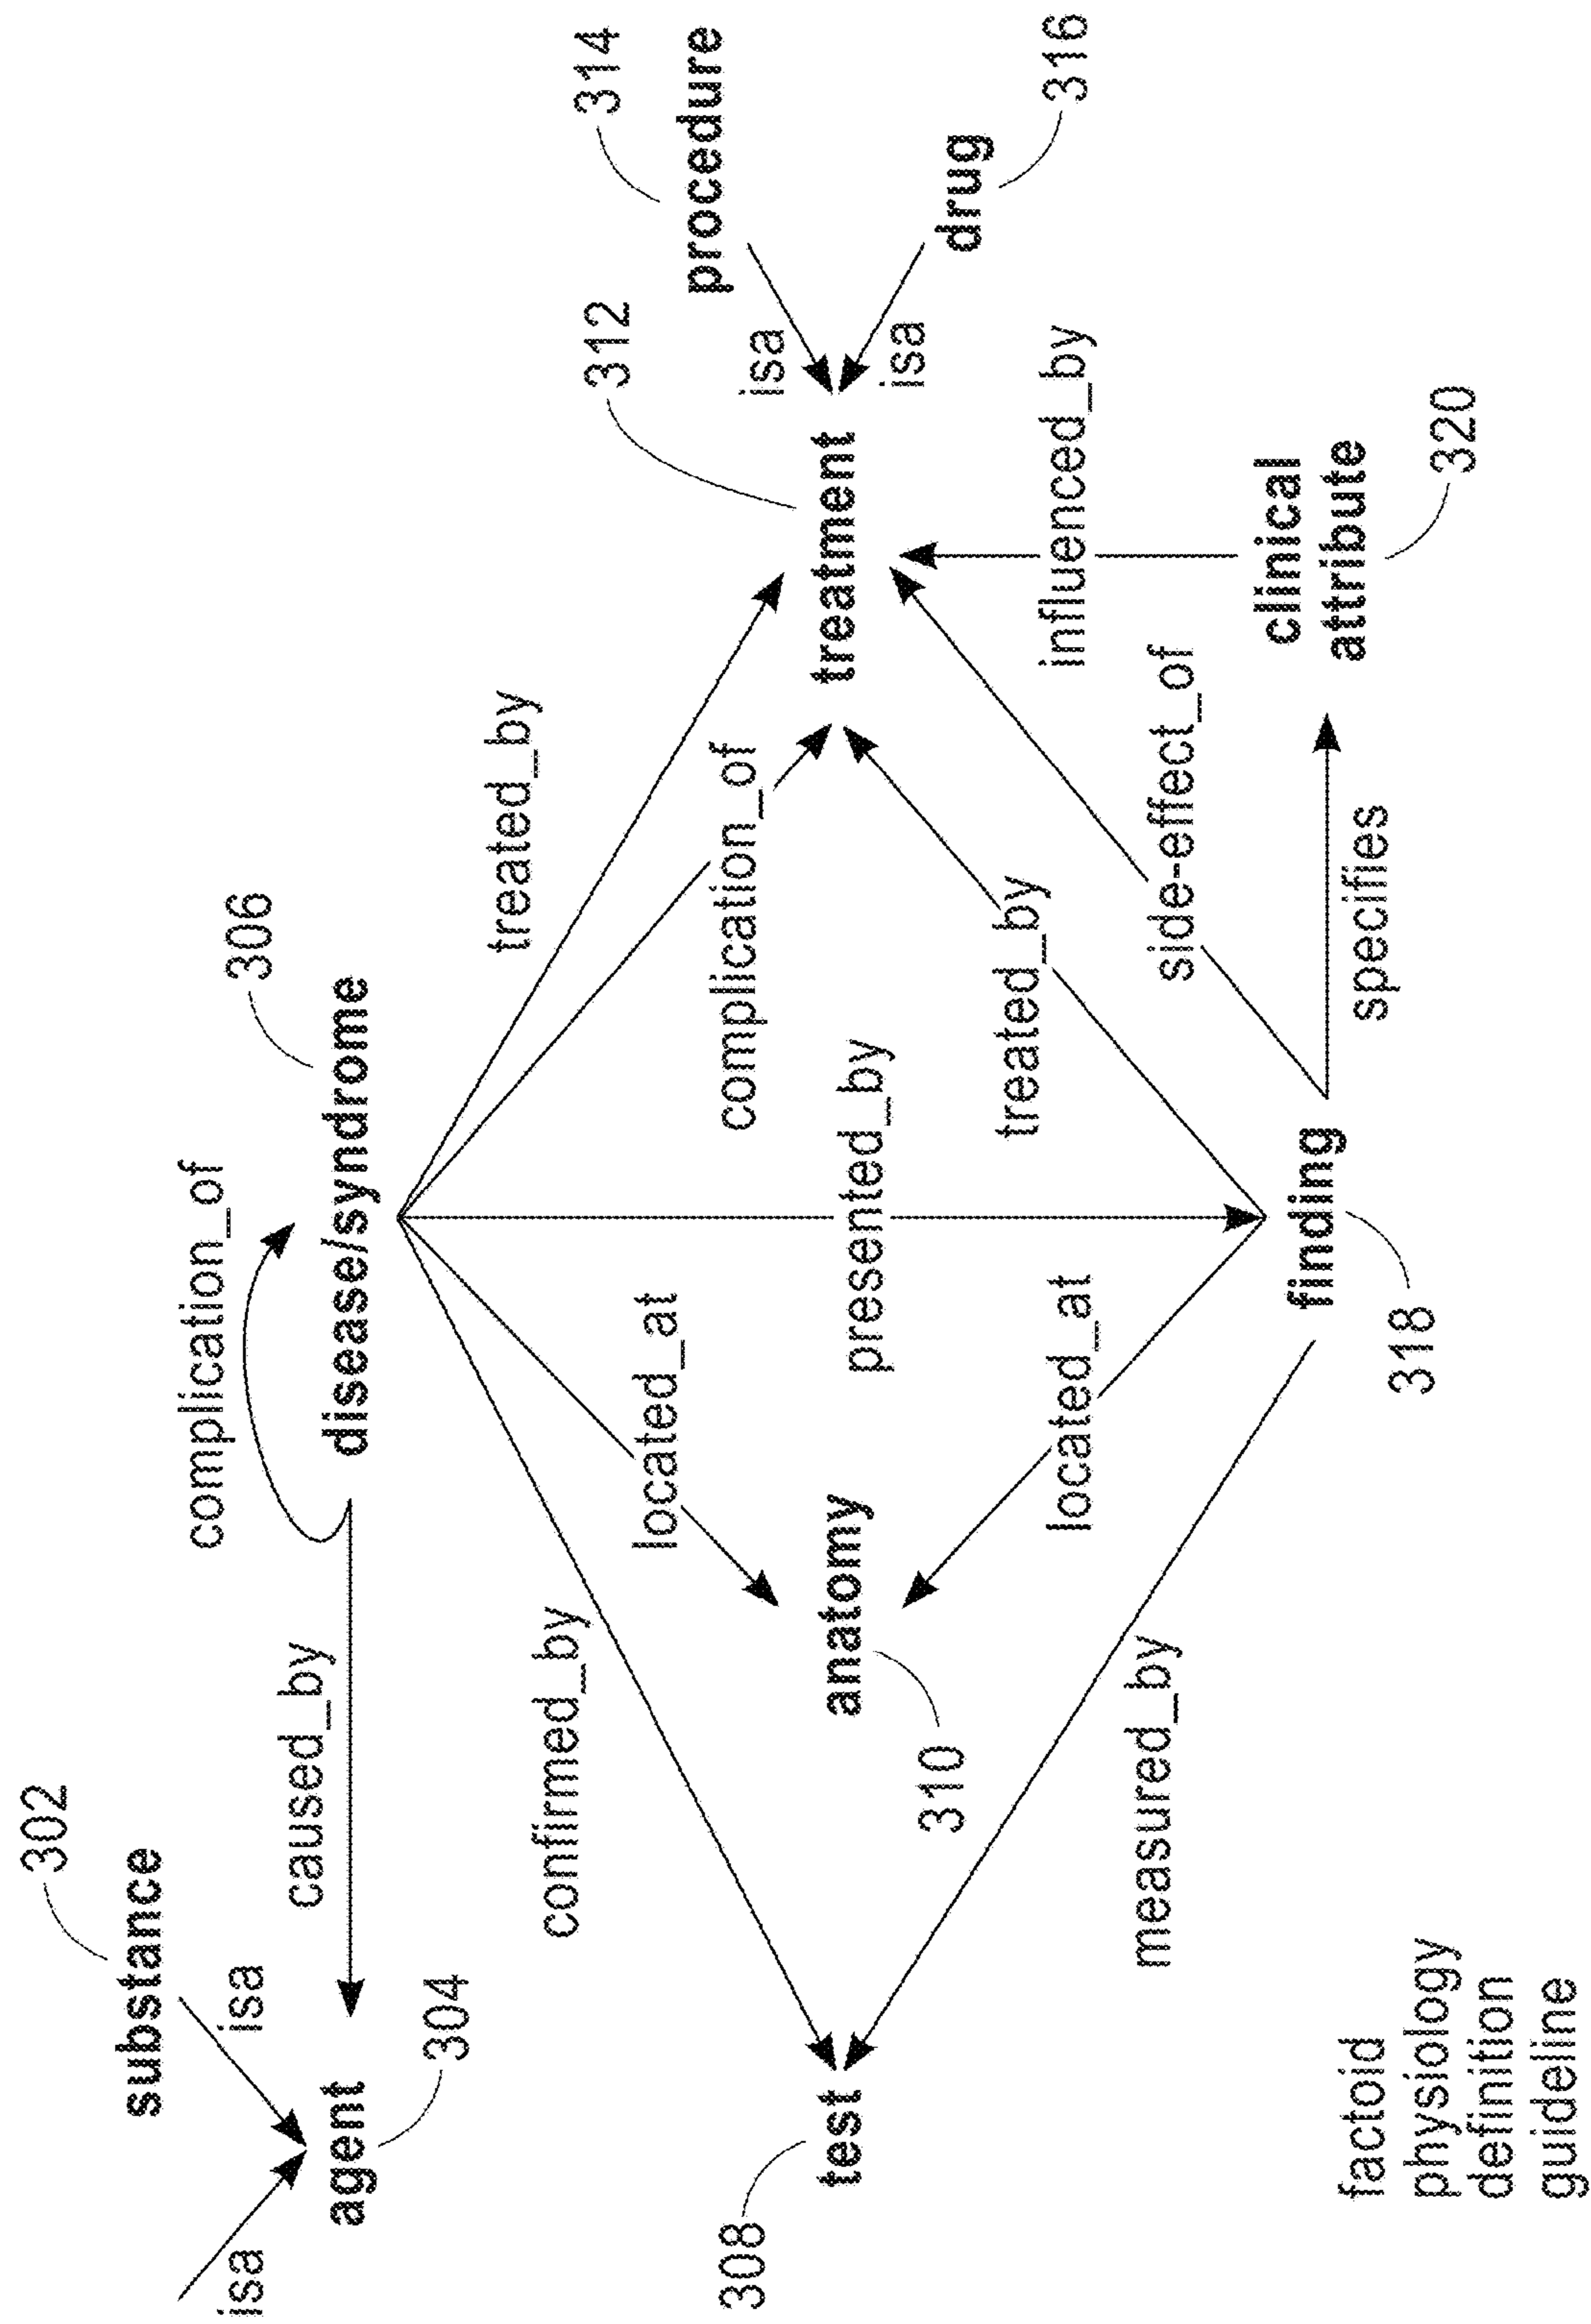 302
substance
isa
isa
agent
304
caused_by
complication_of
306
disease/syndrome
treated_by
complication_of
confirmed_by
located_at
presented_by
308
test
anatomy
310
312
treatment
isa
isa
314
procedure
drug
316
located_at
treated_by
measured_by
side-effect_of
influenced_by
finding
318
specifies
clinical
attribute
320
factoid
physiology
definition
guideline